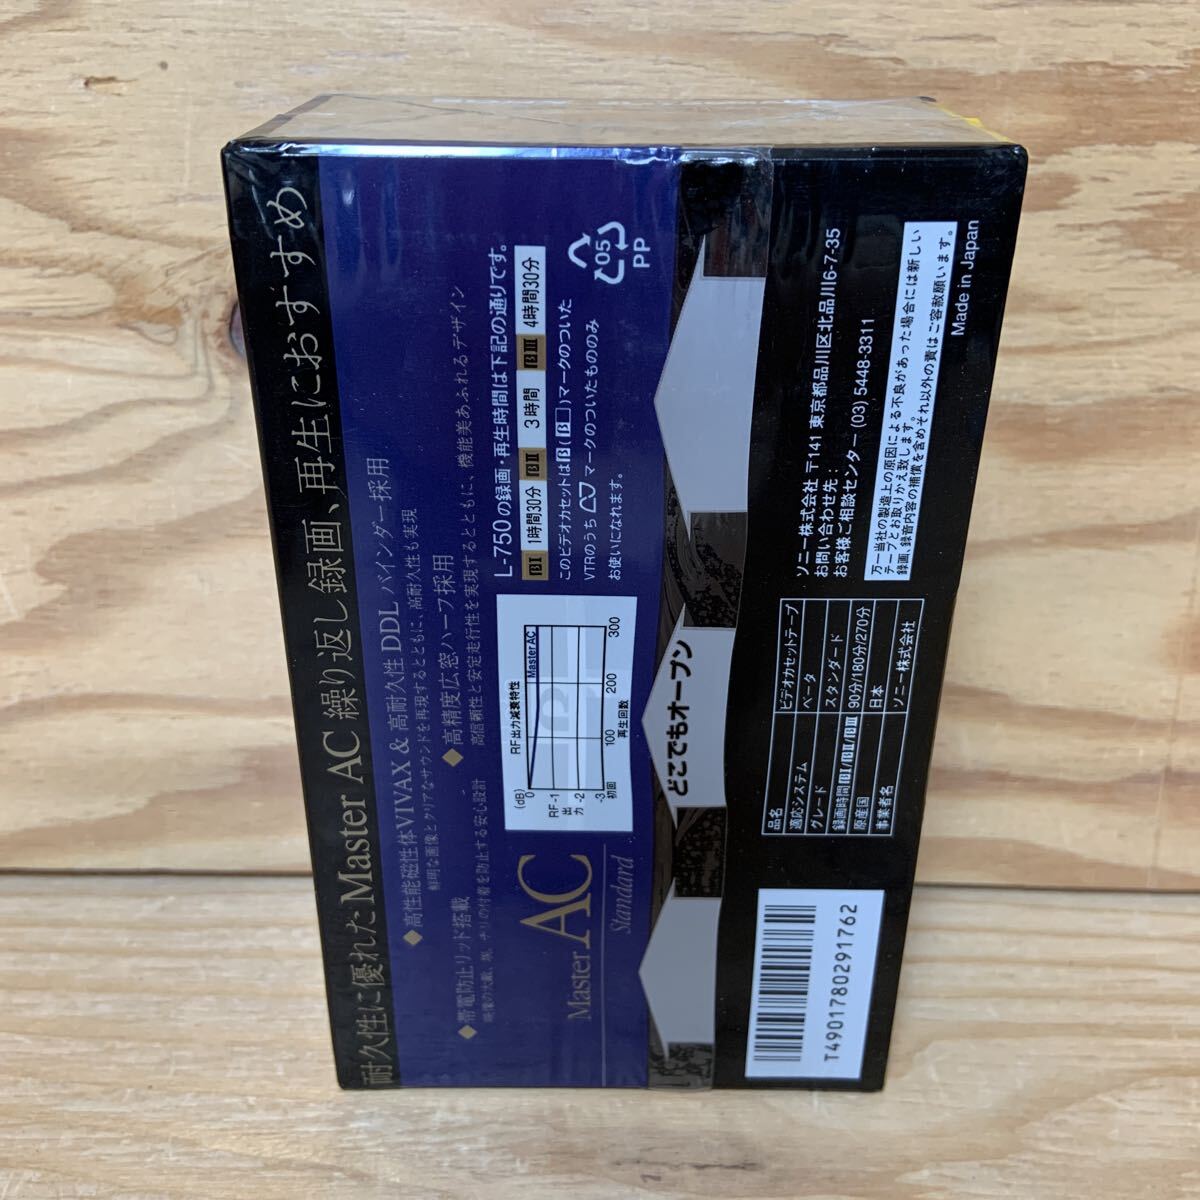 耐久性に優れたMaster AC 繰り返し録画、再生におすすめ
◆高性能磁性体VIVAX & 高耐久性 DDL バインダー採用
鮮明な画像とクリアなサウンドを再現するとともに、高耐久性も実現
◆高精度広窓ハーフ採用
高信頼性と安定走行性を実現するとともに、機能美あふれるデザイン
◆帯電防止リッド搭載
Master AC
Standard
RF出力減衰特性
(dB)
0
RF -1
出
力 -2
-3
Master AC
初回 100 200 300
再生回数
L-750の録画・再生時間は下記の通りです。
βI 1時間30分 βII 3時間 βIII 4時間30分
このビデオカセットはβ(β□)マークのついた
VTRのうち マークのついたもののみ
お使いになれます。
05
PP
どこでもオープン
品名 ビデオカセットテープ
適応システム ベータ
グレード スタンダード
録画時間βI/βII/βIII 90分/180分/270分
原産国 日本
事業者名 ソニー株式会社
ソニー株式会社 〒141 東京都品川区北品川6-7-35
お問い合わせ先：
お客様ご相談センター (03) 5448-3311
万一当社の製造上の原因による不良があった場合には新しい
テープとお取りかえ致します。
録画、録音内容の補償を含めそれ以外の責はご容赦願います。
Made in Japan
T4901780291762